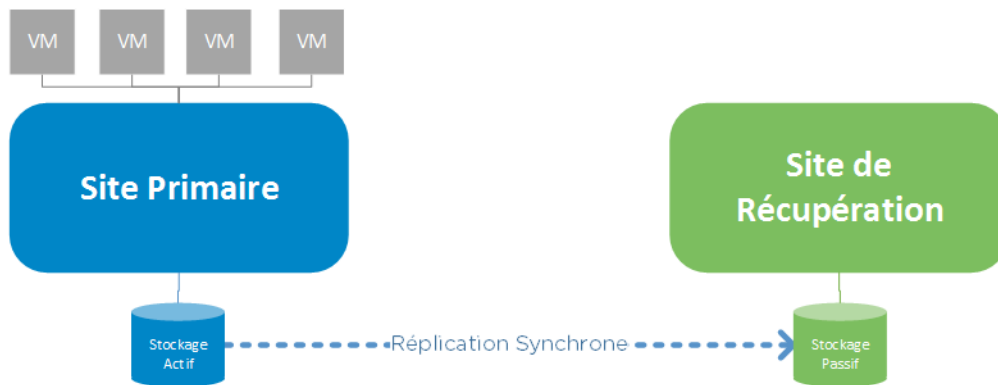 VM
VM
VM
VM
Site Primaire
Site de
Récupération
Stockage
Actif
Réplication Synchrone
Stockage
Passif